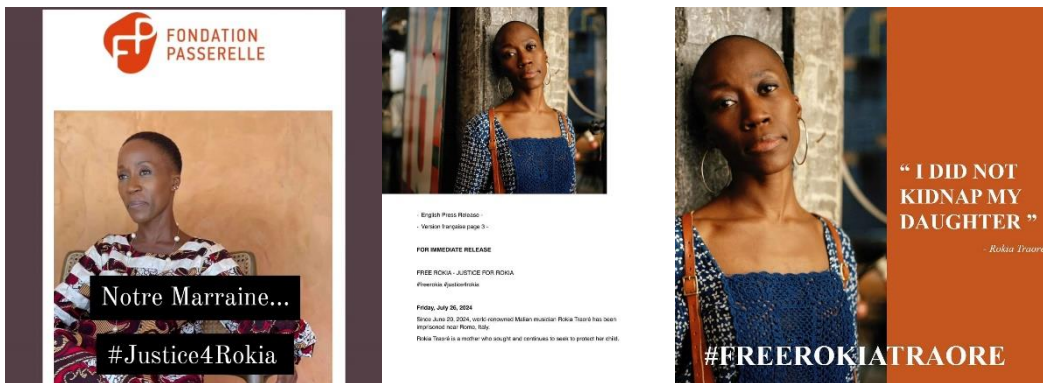 FP
FONDATION
PASSERELLE
Notre Marraine...
#Justice4Rokia
- English Press Release -
- Version française page 3 -
FOR IMMEDIATE RELEASE
FREE ROKIA - JUSTICE FOR ROKIA
#freerokia #justice4rokia
Friday, July 26, 2024
Since June 20, 2024, world-renowned Malian musician Rokia Traoré has been
imprisoned near Rome, Italy.
Rokia Traoré is a mother who sought and continues to seek to protect her child.
“ I DID NOT
KIDNAP MY
DAUGHTER ”
- Rokia Traore
#FREEROKIATRAORE